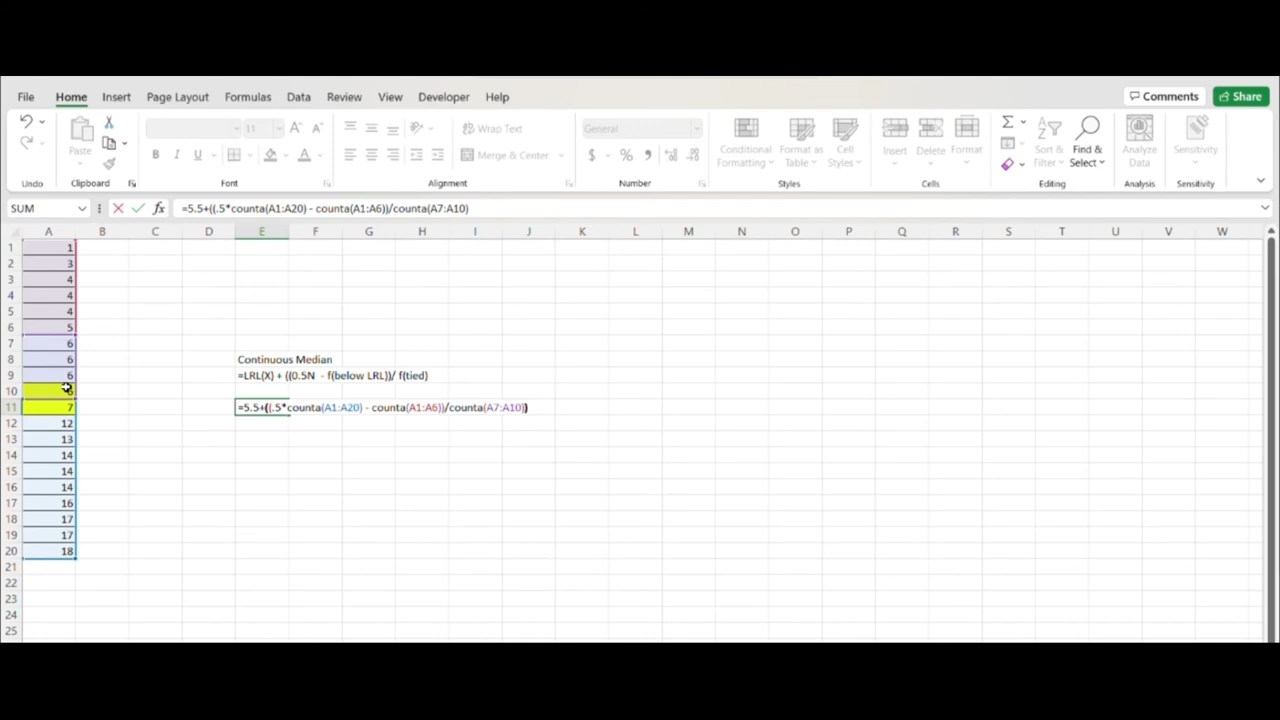 File Home Insert Page Layout Formulas Data Review View Developer Help Comments Share
11 Wrap Text General
Paste B I U Merge & Center $ % Conditional Formatting Format as Table Cell Styles Insert Delete Format Sort & Filter Find & Select Analyze Data Sensitivity
Undo Clipboard Font Alignment Number Styles Cells Editing Analysis Sensitivity
SUM fx =5.5+((.5*counta(A1:A20) - counta(A1:A6))/counta(A7:A10)
A B C D E F G H I J K L M N O P Q R S T U V W
1 1
2 3
3 4
4 4
5 4
6 5
7 6
8 6 Continuous Median
9 6 =LRL(X) + ((0.5N - f(below LRL))/ f(tied)
10
11 7 =5.5+((.5*counta(A1:A20) - counta(A1:A6))/counta(A7:A10))
12 12
13 13
14 14
15 14
16 14
17 16
18 17
19 17
20 18
21
22
23
24
25